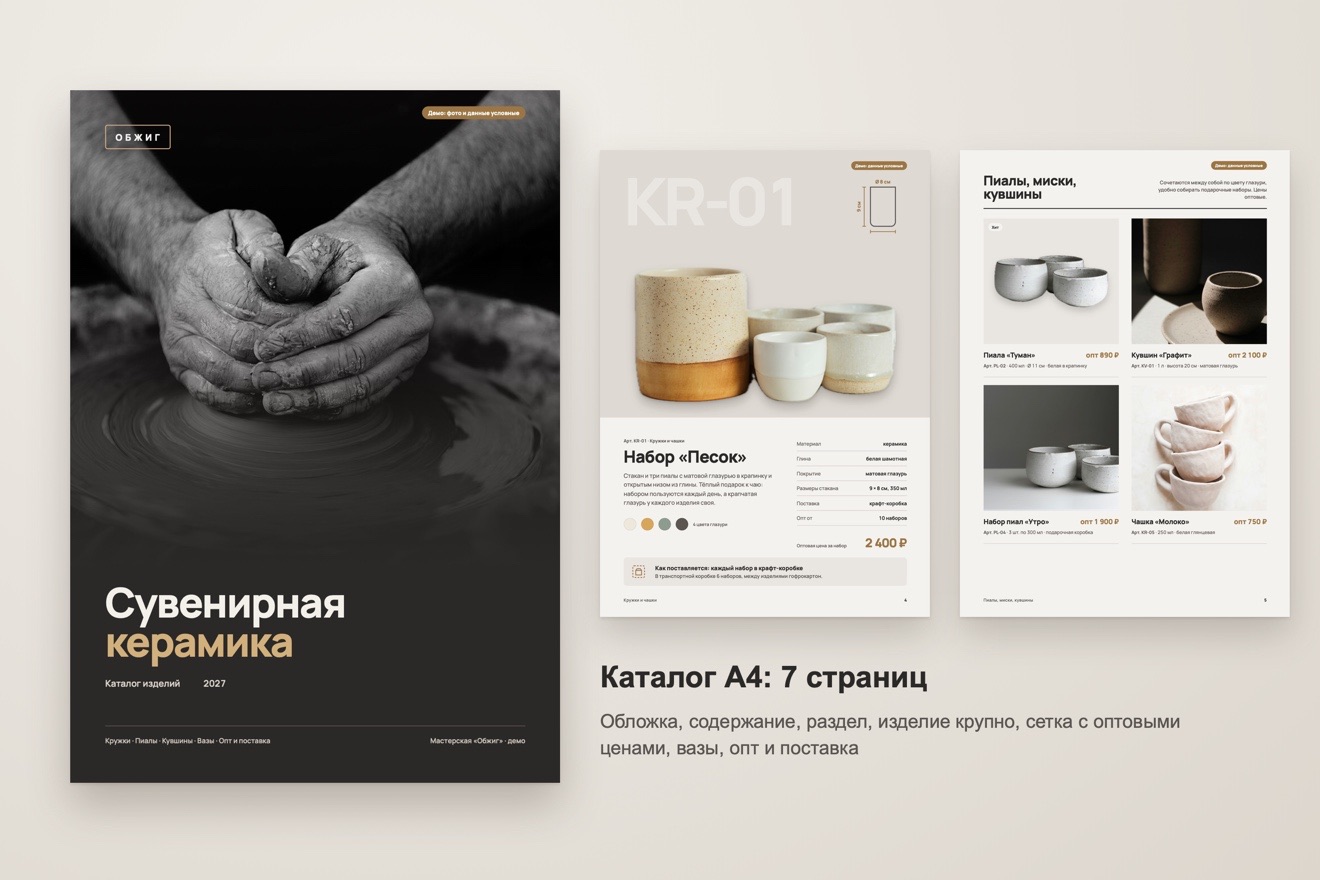 Демо: фото и данные условные
ОБЖИГ
Сувенирная
керамика
Каталог изделий 2027
Кружки · Пиалы · Кувшины · Вазы · Опт и поставка
Мастерская «Обжиг» · демо
Демо: данные условные
KR-01
Ø 8 см
9 см
Арт. KR-01 · Кружки и чашки
Набор «Песок»
Стакан и три пиалы с матовой глазурью в крапинку и
открытым низом из глины. Тёплый подарок к чаю:
набором пользуются каждый день, а крапчатая
глазурь у каждого изделия своя.
4 цвета глазури
Материал керамика
Глина белая шамотная
Покрытие матовая глазурь
Размеры стакана 9 × 8 см, 350 мл
Поставка крафт-коробка
Опт от 10 наборов
Оптовая цена за набор 2 400 ₽
Как поставляется: каждый набор в крафт-коробке
В транспортной коробке 6 наборов, между изделиями гофрокартон.
Кружки и чашки 4
Демо: данные условные
Пиалы, миски,
кувшины
Сочетаются между собой по цвету глазури,
удобно собирать подарочные наборы. Цены
оптовые.
Хит
Пиала «Туман» опт 890 ₽
Арт. PL-02 · 400 мл · Ø 11 см · белая в крапинку
Кувшин «Графит» опт 2 100 ₽
Арт. KV-01 · 1 л · высота 20 см · матовая глазурь
Набор пиал «Утро» опт 1 900 ₽
Арт. PL-04 · 3 шт. по 300 мл · подарочная коробка
Чашка «Молоко» опт 750 ₽
Арт. KR-05 · 250 мл · белая глянцевая
Пиалы, миски, кувшины 5
Каталог А4: 7 страниц
Обложка, содержание, раздел, изделие крупно, сетка с оптовыми
ценами, вазы, опт и поставка